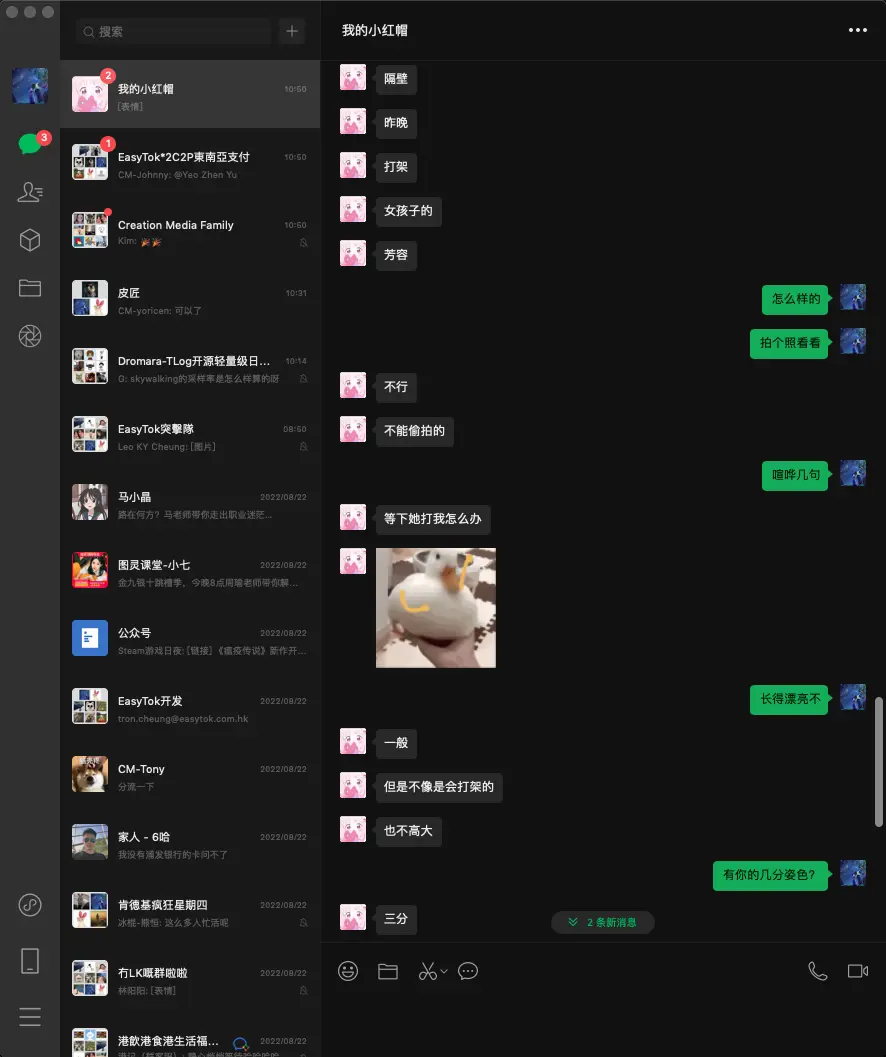 搜索
我的小红帽
2
我的小红帽
10:50
[表情]
3
1
EasyTok*2C2P東南亞支付
10:50
CM-Johnny: @Yeo Zhen Yu
Creation Media Family
10:50
Kim: 🎉🎉
皮匠
10:31
CM-yoricen: 可以了
Dromara-TLog开源轻量级日...
10:14
G: skywalking的采样率是怎么样算的呀
EasyTok突擊隊
08:50
Leo KY Cheung: [图片]
马小晶
2022/08/22
路在何方？马老师带你走出职业迷茫...
图灵课堂-小七
2022/08/22
金九银十跳槽季，今晚8点周瑜老师带你解...
公众号
2022/08/22
Steam游戏日夜: [链接]《瘟疫传说》新作开...
EasyTok开发
2022/08/22
tron.cheung@easytok.com.hk
CM-Tony
2022/08/22
分流一下
家人 - 6哈
2022/08/22
我没有浦发银行的卡问不了
肯德基疯狂星期四
2022/08/22
冰棍-熊恒: 这么多人忙活呢
冇LK嘅群啦啦
2022/08/22
林阳阳: [表情]
港飲港食港生活福...
2022/08/22
隔壁
昨晚
打架
女孩子的
芳容
怎么样的
拍个照看看
不行
不能偷拍的
喧哗几句
等下她打我怎么办
长得漂亮不
一般
但是不像是会打架的
也不高大
有你的几分姿色？
三分
2 条新消息